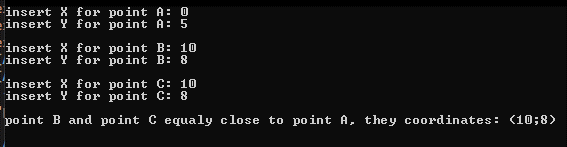 insert X for point A: 0
insert Y for point A: 5
insert X for point B: 10
insert Y for point B: 8
insert X for point C: 10
insert Y for point C: 8
point B and point C equaly close to point A, they coordinates: (10;8)